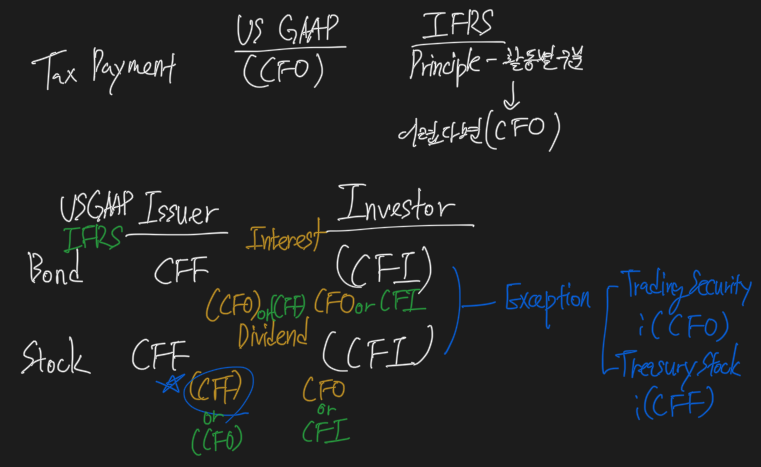 US GAAP IFRS
Tax Payment (CFO) Principle - 활동별 구분
↓
어렵다면 (CFO)
USGAAP Issuer Investor
IFRS Interest
Bond CFF (CFI)
(CFO) or (CFF) CFO or CFI
Exception
Trading Security
; (CFO)
Treasury Stock
; (CFF)
Dividend
Stock CFF (CFI)
☆ (CFF) CFO
or or
(CFO) CFI